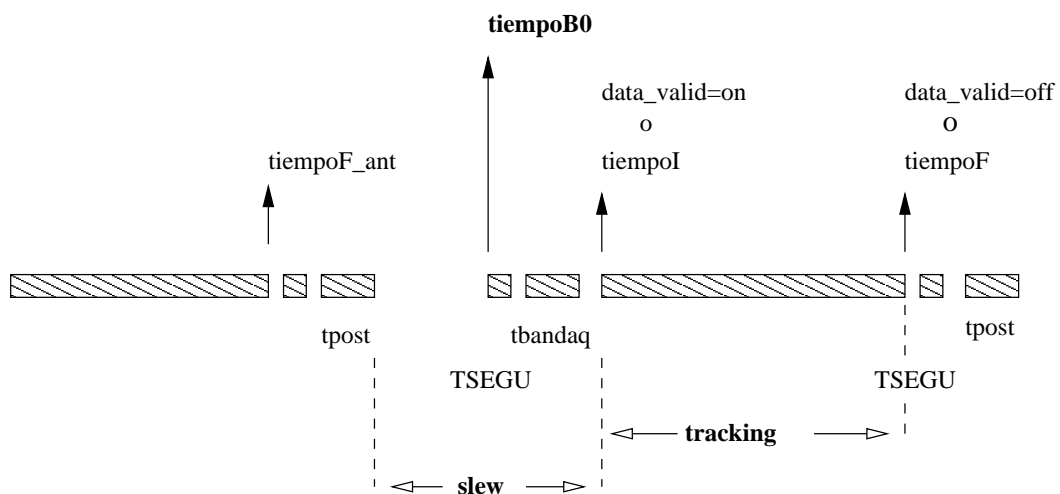 tiempoB0
data_valid=on
data_valid=off
o
o
tiempoF_ant
tiempoI
tiempoF
tpost
tbandaq
tpost
TSEGU
TSEGU
tracking
slew